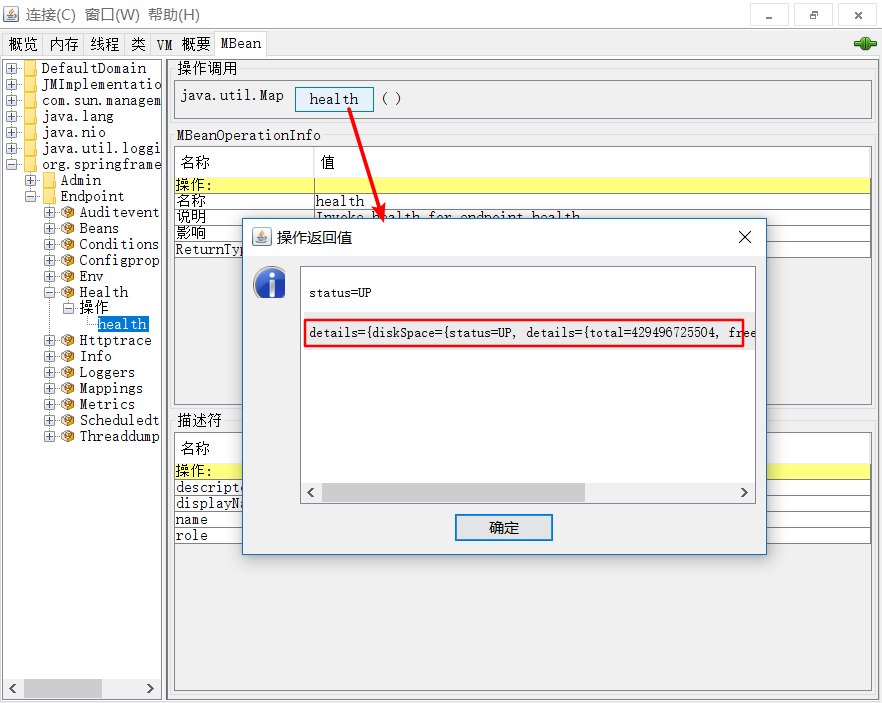 连接(C) 窗口(W) 帮助(H)
概览 内存 线程 类 VM 概要 MBean
DefaultDomain
JMImplementatio
com.sun.managem
java.lang
java.nio
java.util.loggi
org.springframe
Admin
Endpoint
Auditevent
Beans
Conditions
Configprop
Env
Health
操作
health
Httptrace
Info
Loggers
Mappings
Metrics
Scheduledt
Threaddump
操作调用
java.util.Map health ( )
MBeanOperationInfo
名称 值
操作:
名称 health
说明 Invoke health for endpoint health
影响
ReturnTyp
操作返回值
status=UP
details={diskSpace={status=UP, details={total=429496725504, free
确定
描述符
名称
操作:
descripto
displayNa
name
role